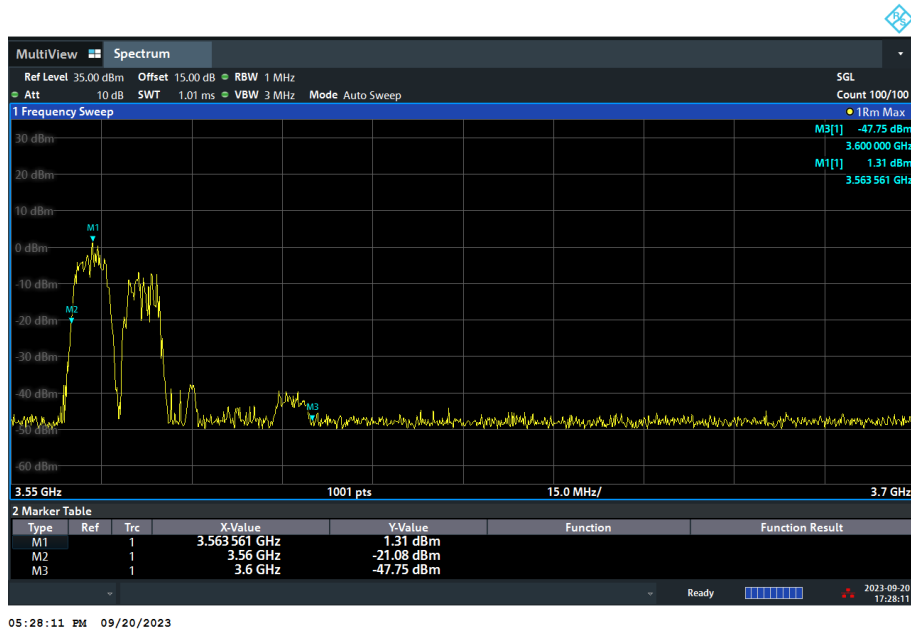 R S
MultiView Spectrum
Ref Level 35.00 dBm Offset 15.00 dB RBW 1 MHz SGL
Att 10 dB SWT 1.01 ms VBW 3 MHz Mode Auto Sweep Count 100/100
1 Frequency Sweep 1Rm Max
M3[1] -47.75 dBm
3.600 000 GHz
M1[1] 1.31 dBm
3.563 561 GHz
30 dBm
20 dBm
10 dBm
M1
0 dBm
-10 dBm
M2
-20 dBm
-30 dBm
-40 dBm
M3
-50 dBm
-60 dBm
3.55 GHz 1001 pts 15.0 MHz/ 3.7 GHz
2 Marker Table
Type Ref Trc X-Value Y-Value Function Function Result
M1 1 3.563 561 GHz 1.31 dBm
M2 1 3.56 GHz -21.08 dBm
M3 1 3.6 GHz -47.75 dBm
Ready 2023-09-20
17:28:11
05:28:11 PM 09/20/2023